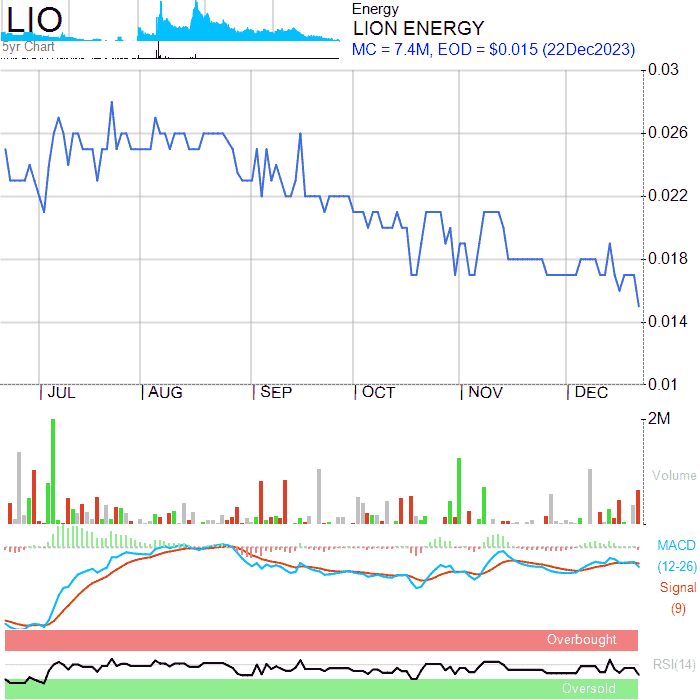 LIO
5yr Chart
Energy
LION ENERGY
MC = 7.4M, EOD = $0.015 (22Dec2023)
0.03
0.026
0.022
0.018
0.014
0.01
JUL AUG SEP OCT NOV DEC
2M
Volume
MACD
(12-26)
Signal
(9)
Overbought
RSI(14)
Oversold